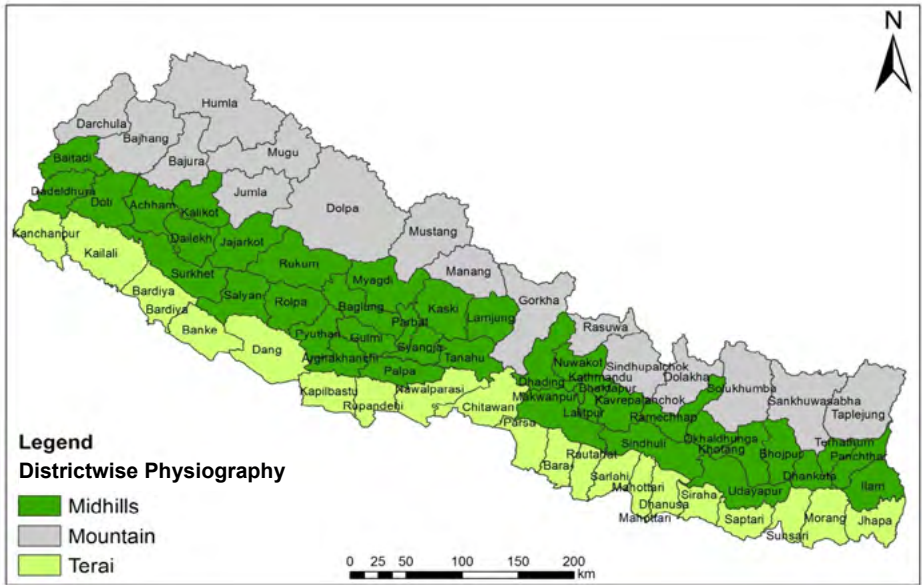 N
Humla
Darchula
Bajhang
Mugu
Baitadi
Bajura
Jumla
Dadeldhura
Doti
Achham
Kalikot
Dolpa
Mustang
Kanchanpur
Kailali
Dailekh
Jajarkot
Manang
Surkhet
Rukum
Myagdi
Gorkha
Bardiya
Bardiya
Salyan
Rolpa
Baglung
Parbat
Kaski
Lamjung
Rasuwa
Banke
Dang
Pyuthan
Gulmi
Syangja
Tanahu
Nuwakot
Sindhupalchok
Dolakha
Solukhumba
Sankhuwasabha
Taplejung
Arghakhanchi
Palpa
Dhading
Kathmandu
Bhaktapur
Kapilbastu
Rupandehi
Nawalparasi
Chitawan
Makwanpur
Lalitpur
Kavrepalanchok
Ramechhap
Okhaldhunga
Khotang
Bhojpur
Terhathum
Panchthar
Parsa
Bara
Rautahat
Sarlahi
Sindhuli
Udayapur
Dhankuta
Ilam
Mahottari
Dhanusa
Mahottari
Siraha
Saptari
Sunsari
Morang
Jhapa
Legend
Districtwise Physiography
Midhills
Mountain
Terai
0 25 50 100 150 200
km